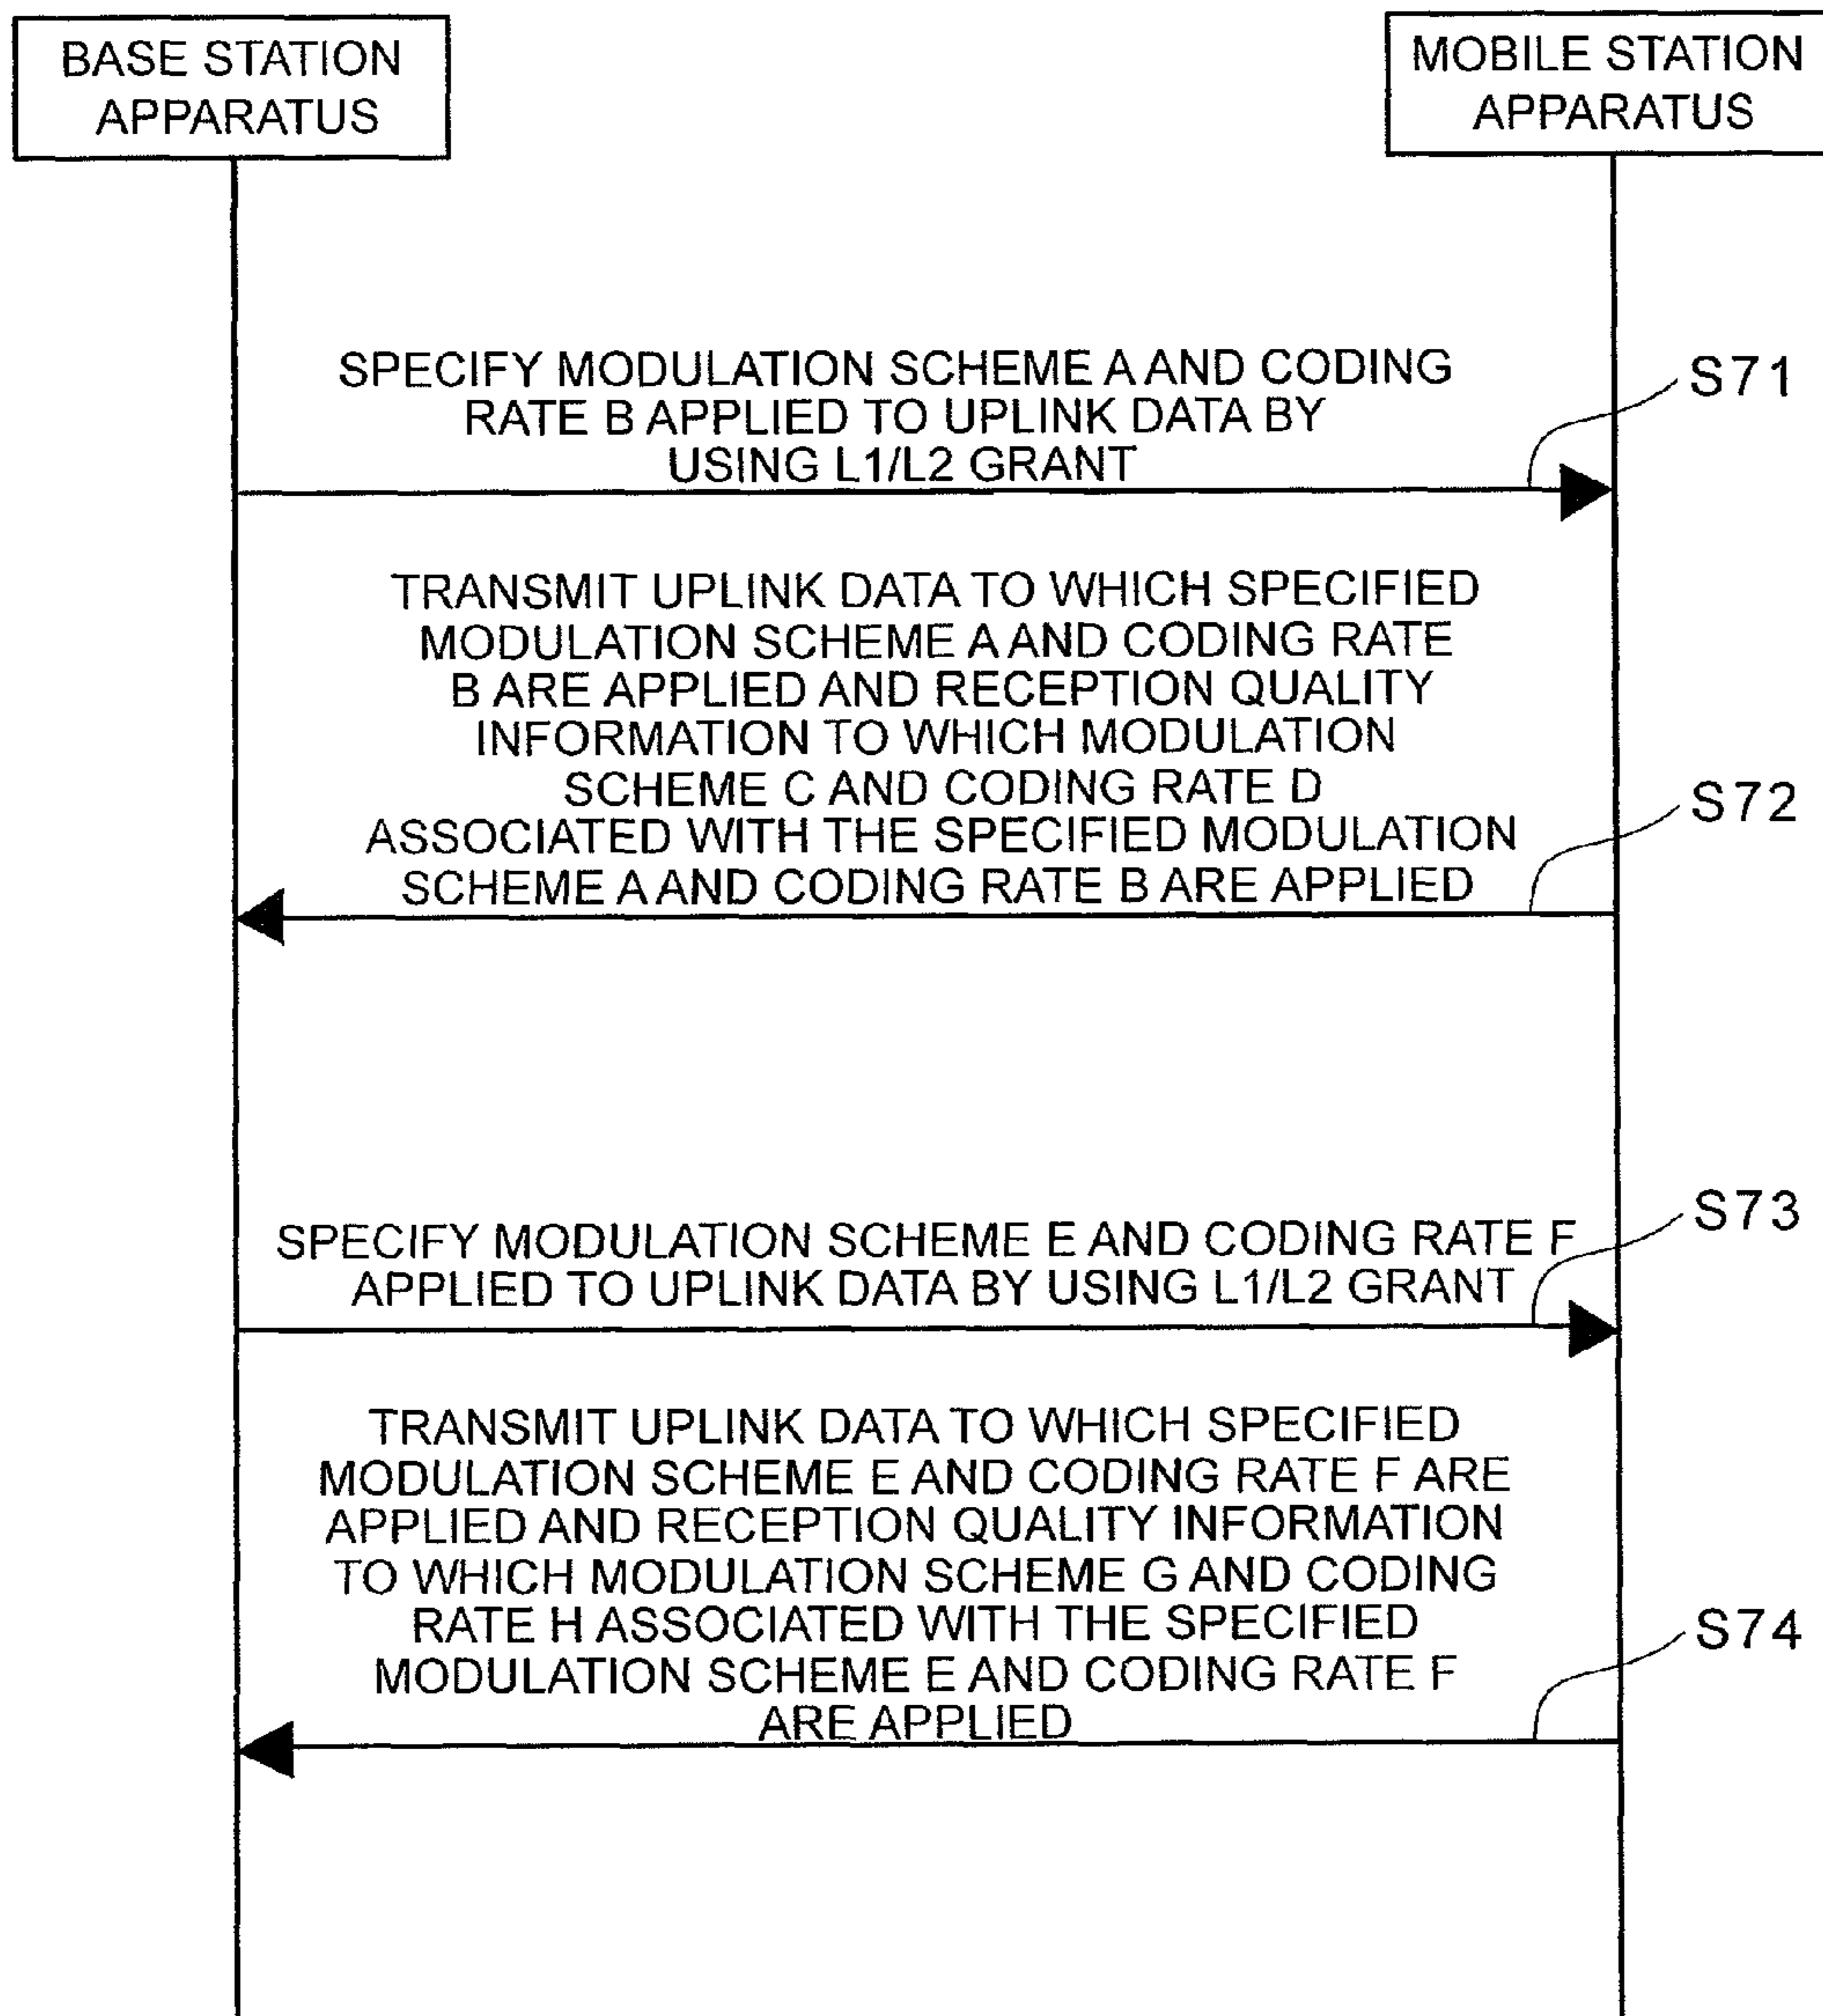 BASE STATION
APPARATUS
MOBILE STATION
APPARATUS
SPECIFY MODULATION SCHEME A AND CODING
RATE B APPLIED TO UPLINK DATA BY
USING L1/L2 GRANT
S71
TRANSMIT UPLINK DATA TO WHICH SPECIFIED
MODULATION SCHEME A AND CODING RATE
B ARE APPLIED AND RECEPTION QUALITY
INFORMATION TO WHICH MODULATION
SCHEME C AND CODING RATE D
ASSOCIATED WITH THE SPECIFIED MODULATION
SCHEME A AND CODING RATE B ARE APPLIED
S72
SPECIFY MODULATION SCHEME E AND CODING RATE F
APPLIED TO UPLINK DATA BY USING L1/L2 GRANT
S73
TRANSMIT UPLINK DATA TO WHICH SPECIFIED
MODULATION SCHEME E AND CODING RATE F ARE
APPLIED AND RECEPTION QUALITY INFORMATION
TO WHICH MODULATION SCHEME G AND CODING
RATE H ASSOCIATED WITH THE SPECIFIED
MODULATION SCHEME E AND CODING RATE F
ARE APPLIED
S74